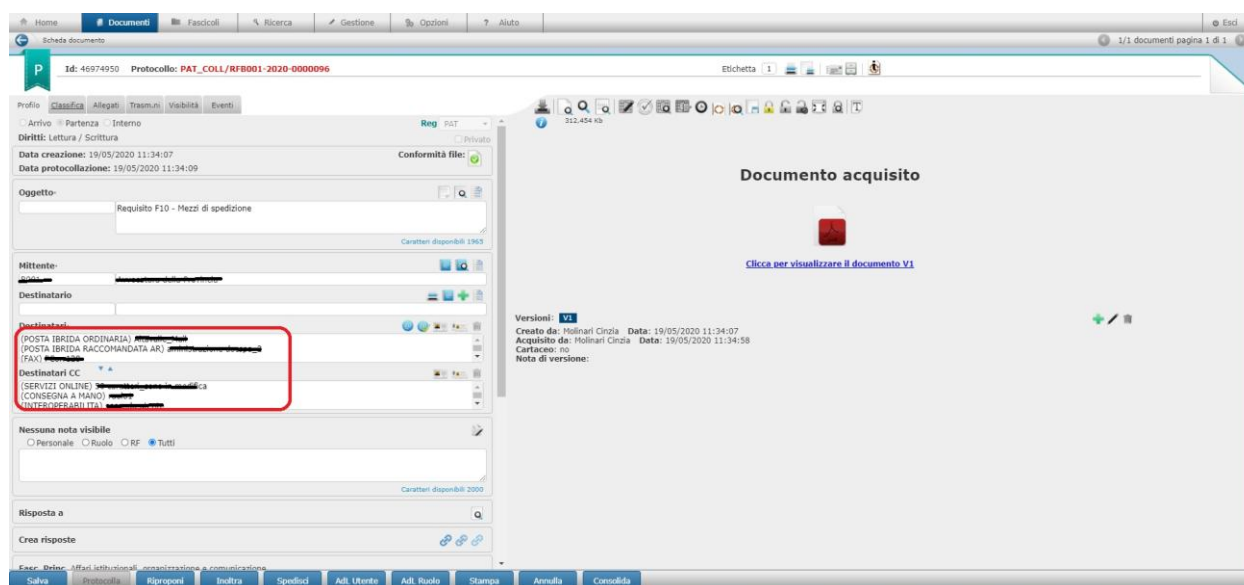 Home Documenti Fascicoli Ricerca Gestione Opzioni ? Aiuto Esci
Scheda documento 1/1 documenti pagina 1 di 1
P Id: 46974950 Protocollo: PAT_COLL/RFB001-2020-0000096 Etichetta 1
Profilo Classifica Allegati Trasm.ni Visibilità Eventi
Arrivo Partenza Interno Reg PAT
312,454 Kb
Diritti: Lettura / Scrittura Privato
Data creazione: 19/05/2020 11:34:07 Conformità file:
Data protocollazione: 19/05/2020 11:34:09
Documento acquisito
Oggetto*
Requisito F10 - Mezzi di spedizione
Caratteri disponibili 1965
Clicca per visualizzare il documento V1
Mittente*
Destinatario
Destinatari*
(POSTA IBRIDA ORDINARIA)
(POSTA IBRIDA RACCOMANDATA AR)
(FAX)
Destinatari CC
(SERVIZI ONLINE)
(CONSEGNA A MANO)
(INTEROPERABILITA)
Versioni: V1
Creato da: Molinari Cinzia Data: 19/05/2020 11:34:07
Acquisito da: Molinari Cinzia Data: 19/05/2020 11:34:58
Cartaceo: no
Nota di versione:
Nessuna nota visibile
Personale Ruolo RF Tutti
Caratteri disponibili 2000
Risposta a
Crea risposte
Fasc. Princ. Affari istituzionali, organizzazione e comunicazione
Salva Protocolla Riproponi Inoltra Spedisci Adl Utente Adl Ruolo Stampa Annulla Consolida